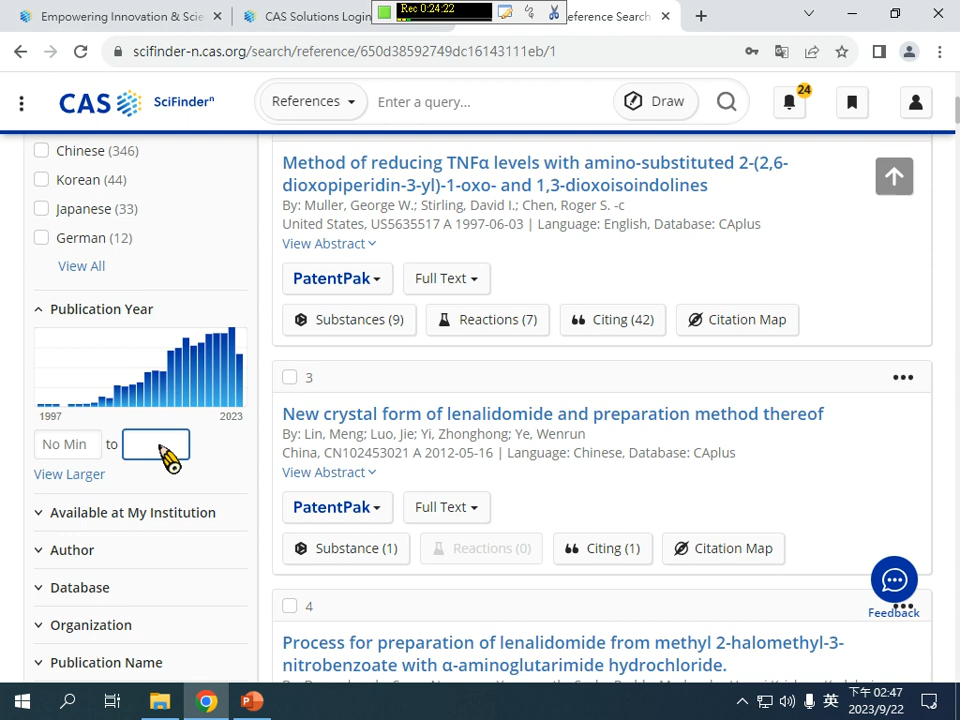 Empowering Innovation & Scie
CAS Solutions Login
Rec 0:24:22
eference Search
scifinder-n.cas.org/search/reference/650d38592749dc16143111eb/1
CAS SciFinderⁿ
References
Enter a query...
Draw
24
Chinese (346)
Korean (44)
Japanese (33)
German (12)
View All
Publication Year
1997 2023
No Min to
View Larger
Available at My Institution
Author
Database
Organization
Publication Name
Method of reducing TNFα levels with amino-substituted 2-(2,6-
dioxopiperidin-3-yl)-1-oxo- and 1,3-dioxoisoindolines
By: Muller, George W.; Stirling, David I.; Chen, Roger S. -c
United States, US5635517 A 1997-06-03 | Language: English, Database: CAplus
View Abstract
PatentPak Full Text
Substances (9) Reactions (7) Citing (42) Citation Map
3
New crystal form of lenalidomide and preparation method thereof
By: Lin, Meng; Luo, Jie; Yi, Zhonghong; Ye, Wenrun
China, CN102453021 A 2012-05-16 | Language: Chinese, Database: CAplus
View Abstract
PatentPak Full Text
Substance (1) Reactions (0) Citing (1) Citation Map
4
Process for preparation of lenalidomide from methyl 2-halomethyl-3-
nitrobenzoate with α-aminoglutarimide hydrochloride.
Feedback
英
下午 02:47
2023/9/22